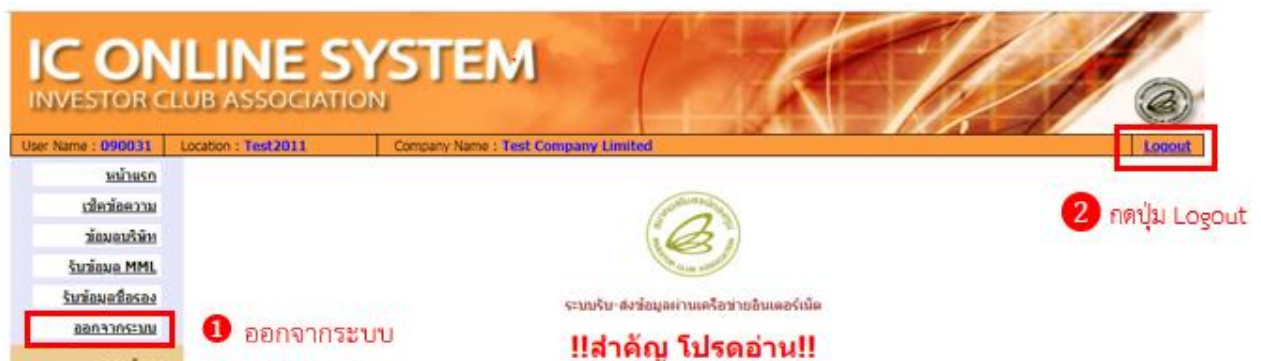 IC ONLINE SYSTEM
INVESTOR CLUB ASSOCIATION
User Name : 090031 Location : Test2011 Company Name : Test Company Limited Logout
หน้าแรก
เช็คข้อความ
ข้อมูลบริษัท
รับข้อมูล MML
รับข้อมูลชื่อรอง
ออกจากระบบ
1 ออกจากระบบ
2 กดปุ่ม Logout
INVESTOR CLUB ASSOCIATION
ระบบรับ-ส่งข้อมูลผ่านเครือข่ายอินเตอร์เน็ต
!!สำคัญ โปรดอ่าน!!